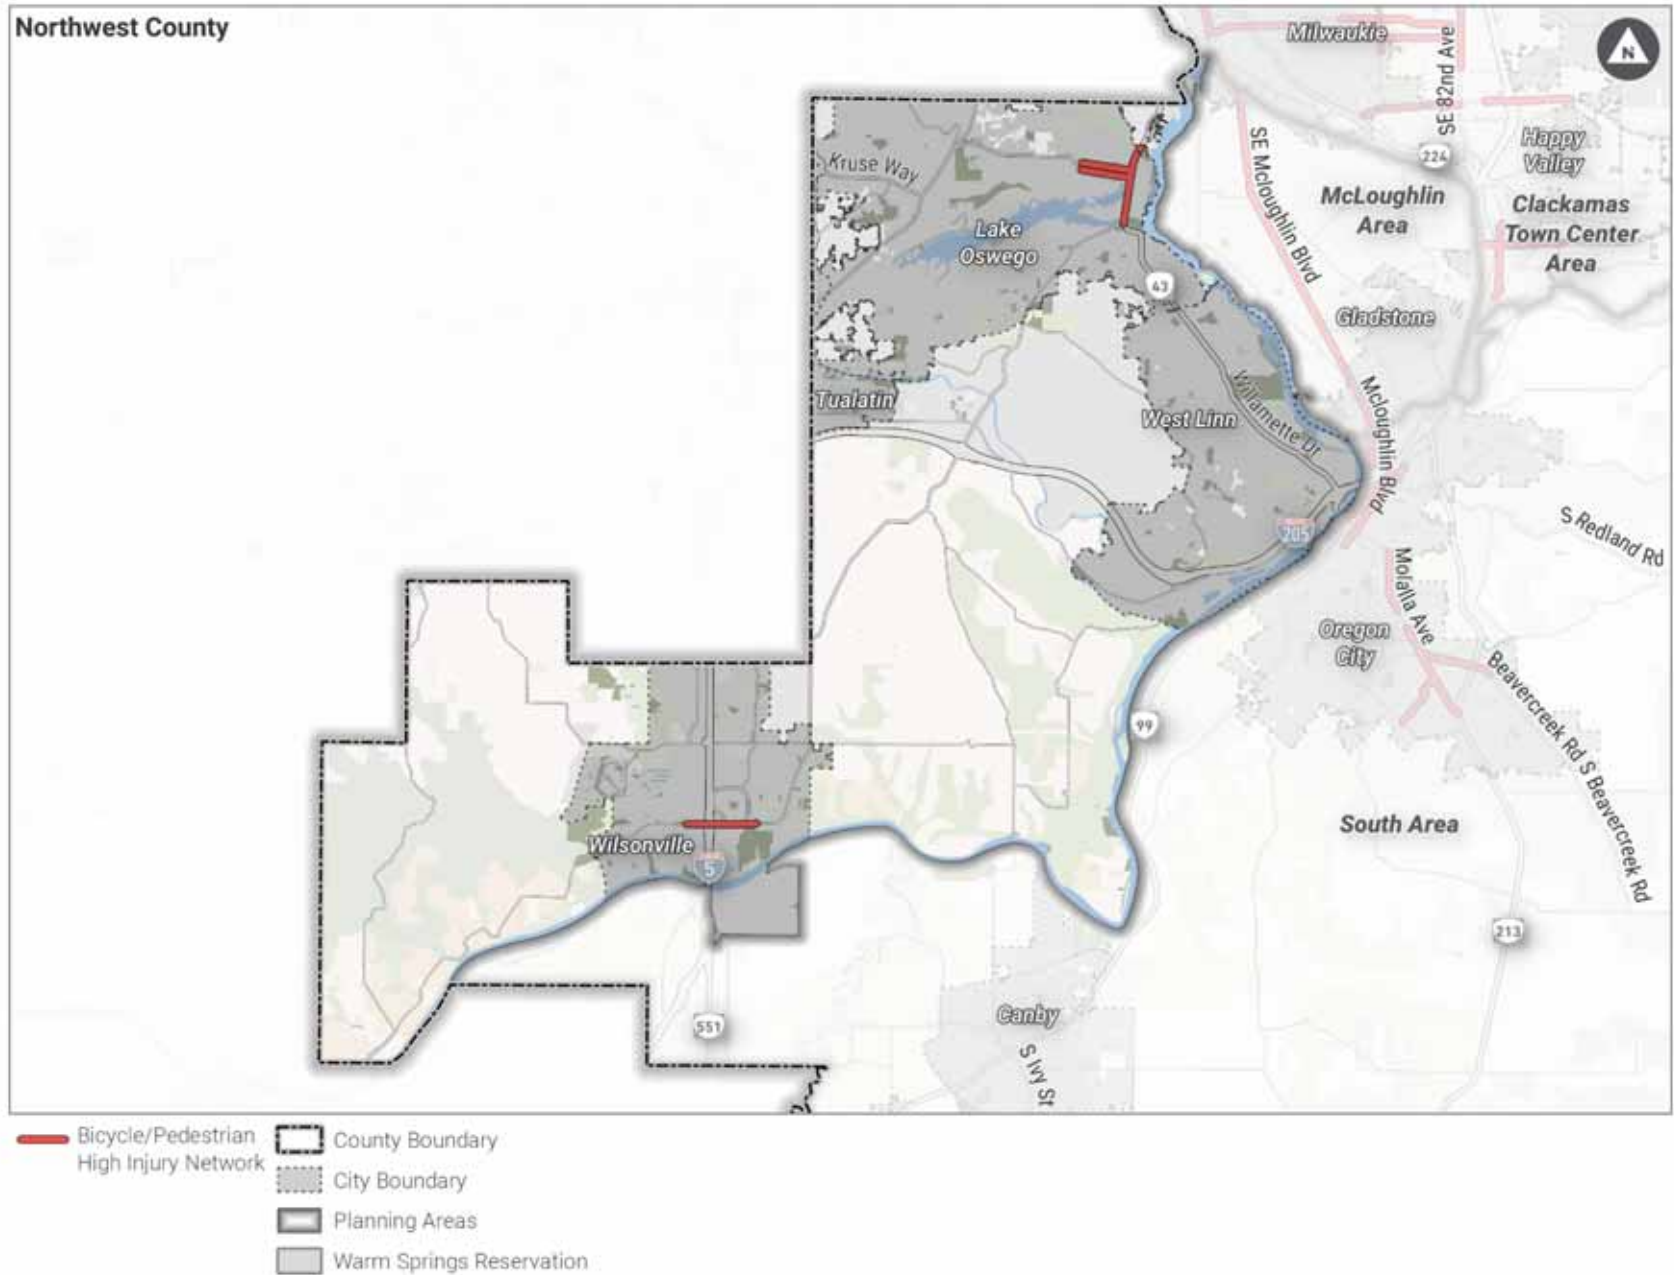 Northwest County
N
Milwaukie
SE 82nd Ave
Happy
Valley
224
Kruse Way
SE Mcloughlin Blvd
McLoughlin
Area
Clackamas
Town Center
Area
Lake
Oswego
43
Gladstone
Tualatin
West Linn
Willamette Dr
Mcloughlin Blvd
205
S Redland Rd
Molalla Ave
Oregon
City
Beavercreek Rd
S Beavercreek Rd
99
South Area
Wilsonville
5
213
551
Canby
S Ivy St
Bicycle/Pedestrian
High Injury Network
County Boundary
City Boundary
Planning Areas
Warm Springs Reservation